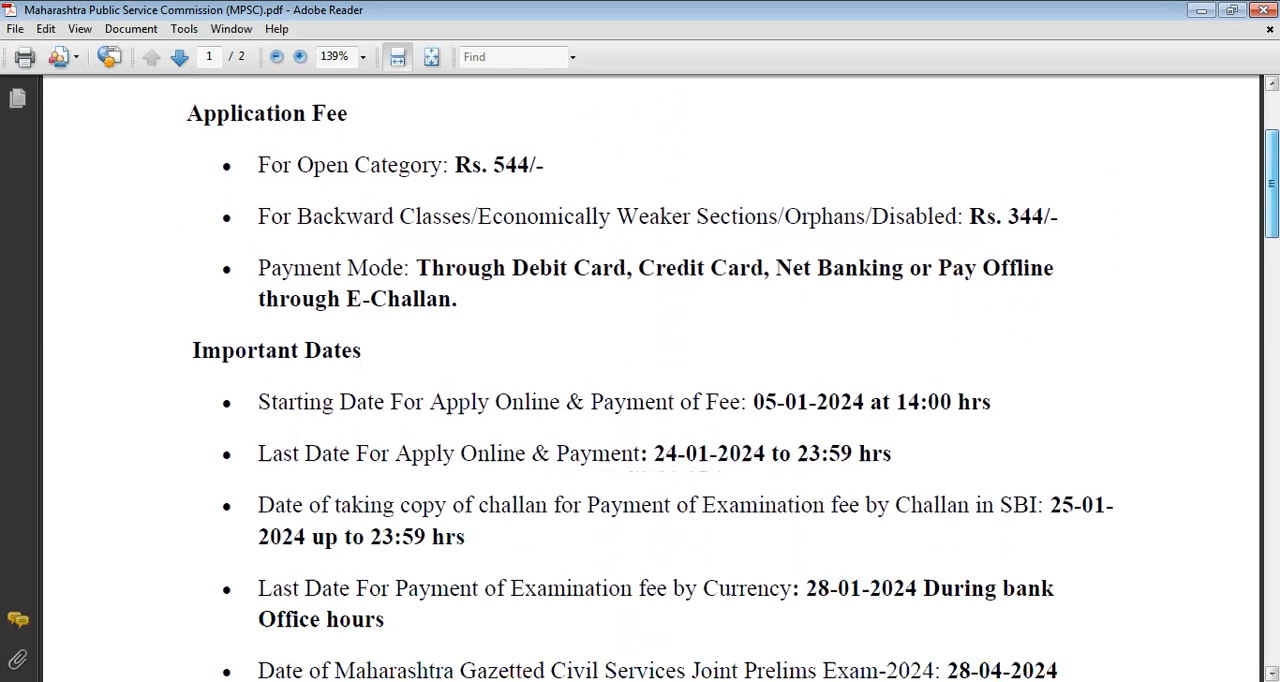 Maharashtra Public Service Commission (MPSC).pdf - Adobe Reader
File Edit View Document Tools Window Help
1 / 2 139% Find
Application Fee
• For Open Category: Rs. 544/-
• For Backward Classes/Economically Weaker Sections/Orphans/Disabled: Rs. 344/-
• Payment Mode: Through Debit Card, Credit Card, Net Banking or Pay Offline
through E-Challan.
Important Dates
• Starting Date For Apply Online & Payment of Fee: 05-01-2024 at 14:00 hrs
• Last Date For Apply Online & Payment: 24-01-2024 to 23:59 hrs
• Date of taking copy of challan for Payment of Examination fee by Challan in SBI: 25-01-
2024 up to 23:59 hrs
• Last Date For Payment of Examination fee by Currency: 28-01-2024 During bank
Office hours
• Date of Maharashtra Gazetted Civil Services Joint Prelims Exam-2024: 28-04-2024